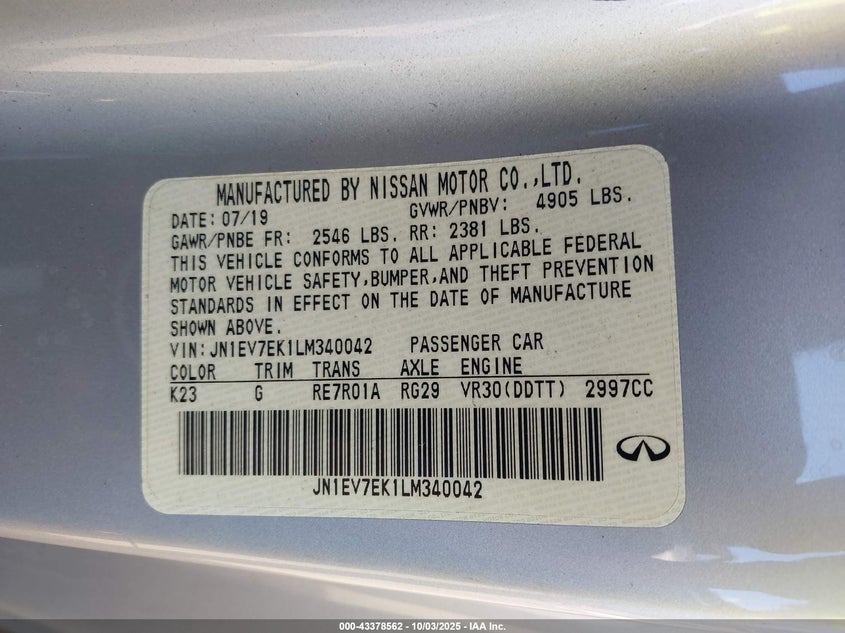 MANUFACTURED BY NISSAN MOTOR CO.,LTD.
DATE: 07/19 GVWR/PNBV: 4905 LBS.
GAWR/PNBE FR: 2546 LBS. RR: 2381 LBS.
THIS VEHICLE CONFORMS TO ALL APPLICABLE FEDERAL
MOTOR VEHICLE SAFETY,BUMPER,AND THEFT PREVENTION
STANDARDS IN EFFECT ON THE DATE OF MANUFACTURE
SHOWN ABOVE.
VIN:JN1EV7EK1LM340042 PASSENGER CAR
COLOR TRIM TRANS AXLE ENGINE
K23 G RE7R01A RG29 VR30(DDTT) 2997CC
JN1EV7EK1LM340042
000-43378562 - 10/03/2025 - IAA Inc.